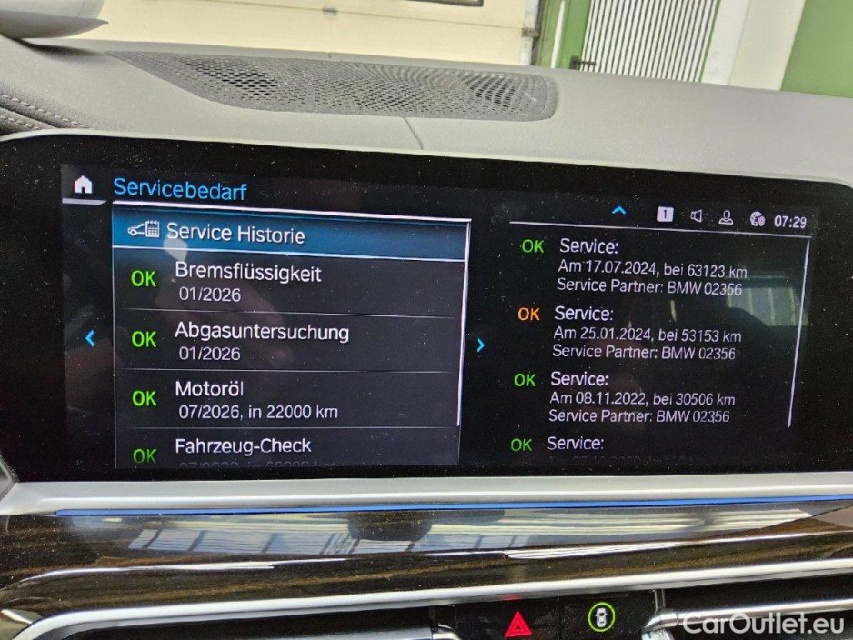 Servicebedarf
1
07:29
Service Historie
OK Bremsflüssigkeit
01/2026
OK Abgasuntersuchung
01/2026
OK Motoröl
07/2026, in 22000 km
OK Fahrzeug-Check
OK Service:
Am 17.07.2024, bei 63123 km
Service Partner: BMW 02356
OK Service:
Am 25.01.2024, bei 53153 km
Service Partner: BMW 02356
OK Service:
Am 08.11.2022, bei 30506 km
Service Partner: BMW 02356
OK Service:
CarOutlet.eu